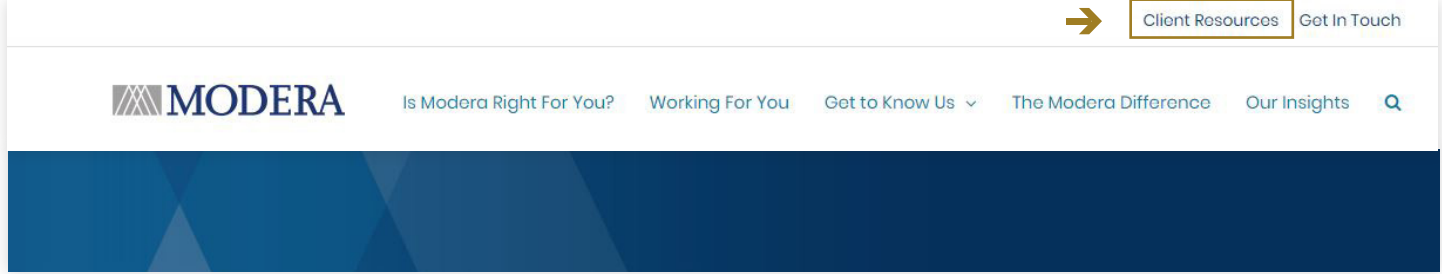 Client Resources Get In Touch
MODERA Is Modera Right For You? Working For You Get to Know Us The Modera Difference Our Insights